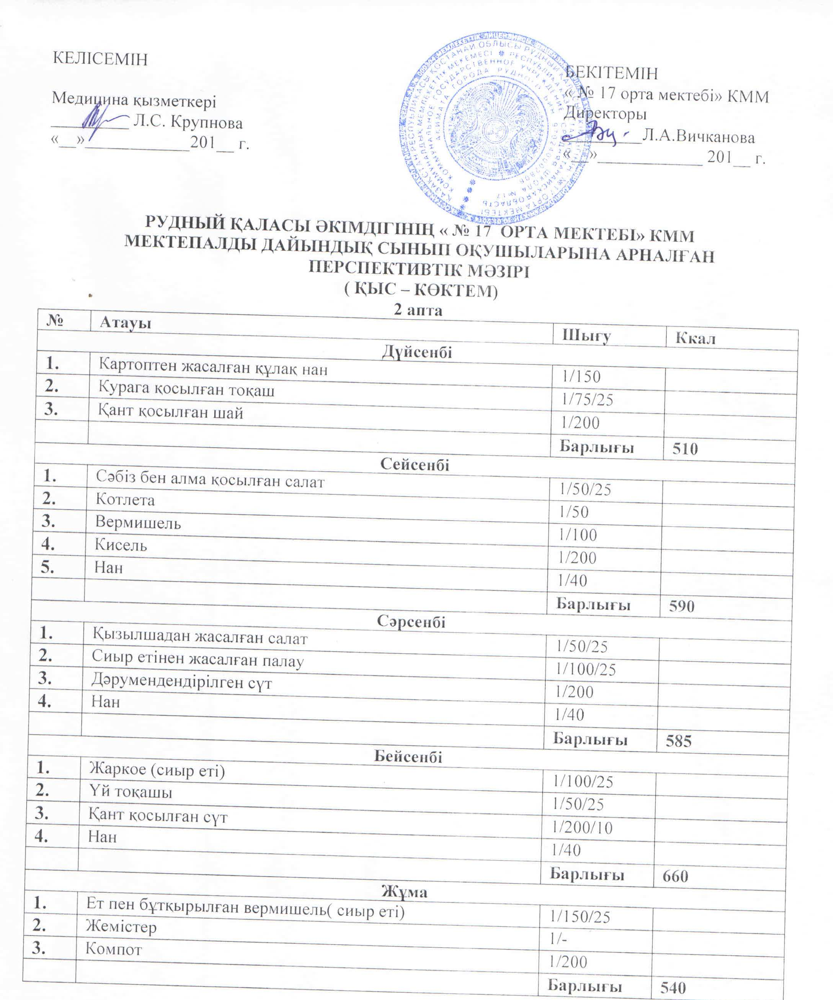 КЕЛІСЕМІН
Медицина қызметкері
_________ Л.С. Крупнова
«__»____________201__ г.
БЕКІТЕМІН
« № 17 орта мектебі» КММ
Директоры
_________Л.А.Вичканова
«__»____________ 201__ г.
РУДНЫЙ ҚАЛАСЫ ӘКІМДІГІНІҢ « № 17 ОРТА МЕКТЕБІ» КММ
МЕКТЕПАЛДЫ ДАЙЫНДЫҚ СЫНЫП ОҚУШЫЛАРЫНА АРНАЛҒАН
ПЕРСПЕКТИВТІК МӘЗІРІ
( ҚЫС – КӨКТЕМ)
2 апта
№ Атауы Шығу Ккал
Дүйсенбі
1. Картоптен жасалған құлақ нан 1/150
2. Курага қосылған тоқаш 1/75/25
3. Қант қосылған шай 1/200
Барлығы 510
Сейсенбі
1. Сәбіз бен алма қосылған салат 1/50/25
2. Котлета 1/50
3. Вермишель 1/100
4. Кисель 1/200
5. Нан 1/40
Барлығы 590
Сәрсенбі
1. Қызылшадан жасалған салат 1/50/25
2. Сиыр етінен жасалған палау 1/100/25
3. Дәрумендендірілген сүт 1/200
4. Нан 1/40
Барлығы 585
Бейсенбі
1. Жаркое (сиыр еті) 1/100/25
2. Үй тоқашы 1/50/25
3. Қант қосылған сүт 1/200/10
4. Нан 1/40
Барлығы 660
Жұма
1. Ет пен бұтқырылған вермишель( сиыр еті) 1/150/25
2. Жемістер 1/-
3. Компот 1/200
Барлығы 540